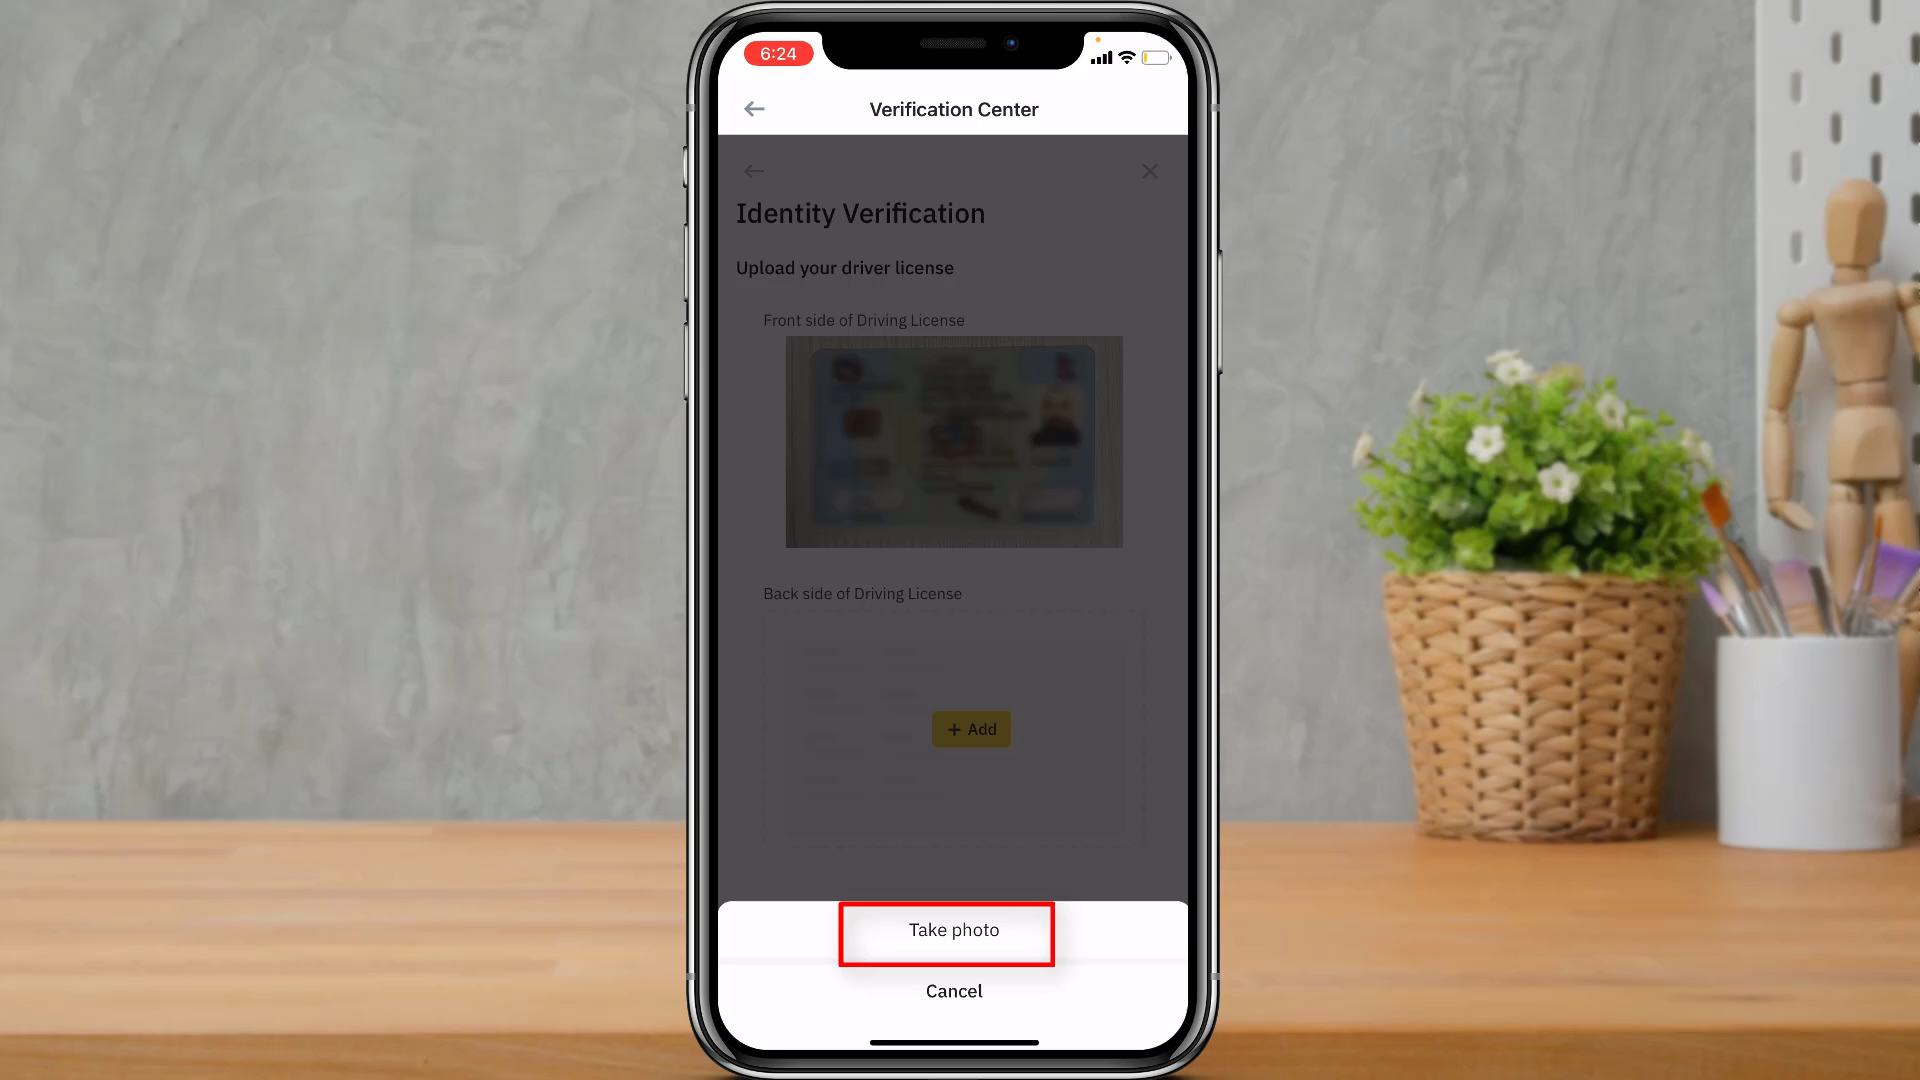 6:24
Verification Center
Identity Verification
Upload your driver license
Front side of Driving License
Back side of Driving License
+ Add
Take photo
Cancel